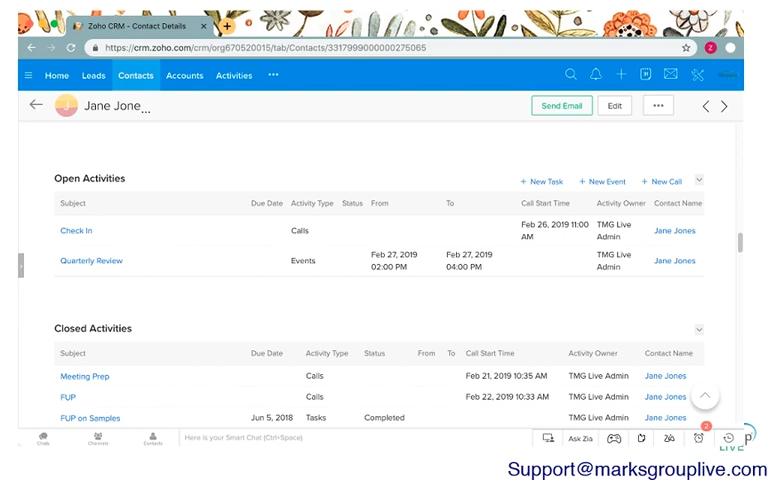 Zoho CRM - Contact Details
https://crm.zoho.com/crm/org670520015/tab/Contacts/3317999000000275065
Z
Home Leads Contacts Accounts Activities
J Jane Jone... Send Email Edit
Open Activities + New Task + New Event + New Call
Subject Due Date Activity Type Status From To Call Start Time Activity Owner Contact Name
Check In Calls Feb 26, 2019 11:00 AM TMG Live Admin Jane Jones
Quarterly Review Events Feb 27, 2019 02:00 PM Feb 27, 2019 04:00 PM TMG Live Admin Jane Jones
Closed Activities
Subject Due Date Activity Type Status From To Call Start Time Activity Owner Contact Name
Meeting Prep Calls Feb 21, 2019 10:35 AM TMG Live Admin Jane Jones
FUP Calls Feb 22, 2019 10:33 AM TMG Live Admin Jane Jones
FUP on Samples Jun 5, 2018 Tasks Completed TMG Live Admin Jane Jones
Chats Channels Contacts Here is your Smart Chat (Ctrl+Space) Ask Zia 2
LIVE
Support@marksgrouplive.com